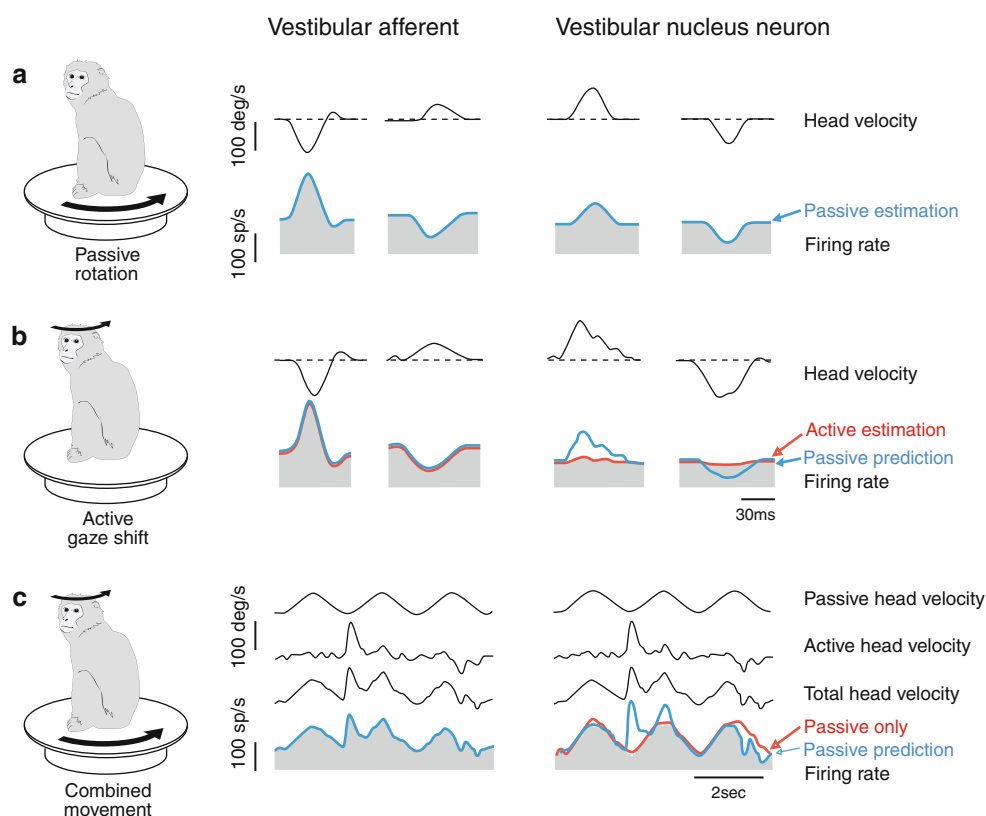 Vestibular afferent
Vestibular nucleus neuron
a
100 deg/s
Head velocity
100 sp/s
Passive estimation
Firing rate
Passive
rotation
b
Head velocity
Active estimation
Passive prediction
Firing rate
30ms
Active
gaze shift
c
Passive head velocity
100 deg/s
Active head velocity
Total head velocity
100 sp/s
Passive only
Passive prediction
Firing rate
2sec
Combined
movement